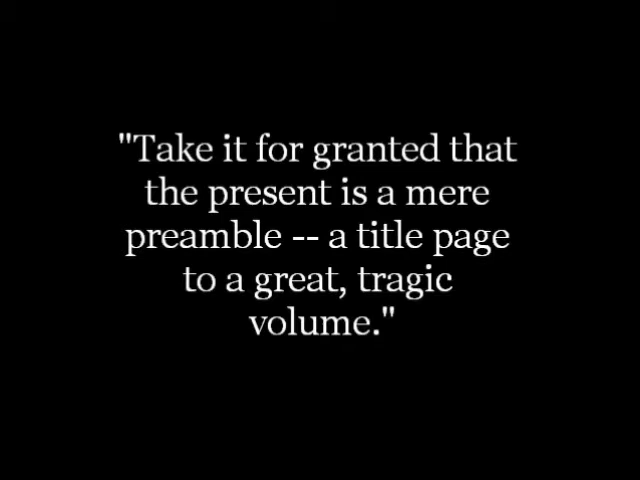 "Take it for granted that
the present is a mere
preamble -- a title page
to a great, tragic
volume."